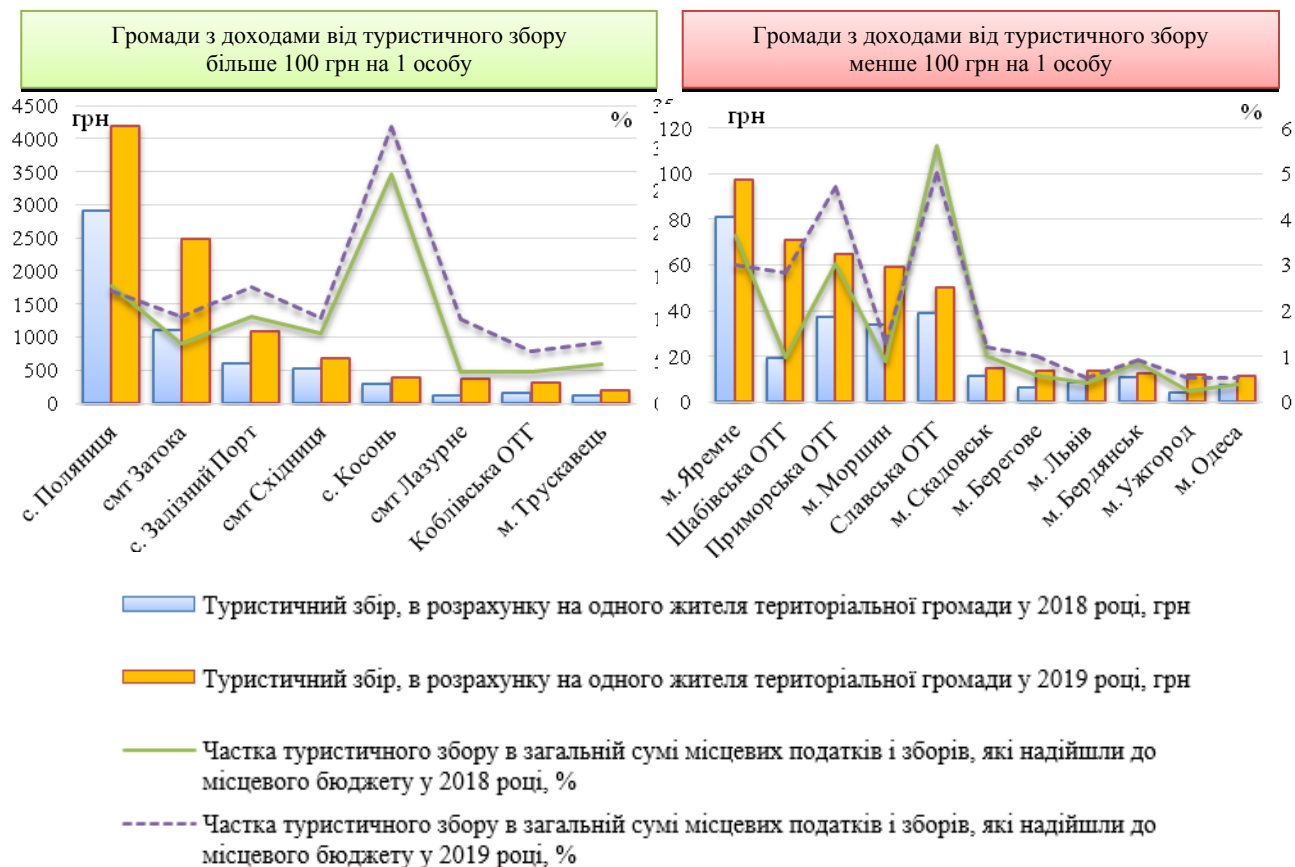 Громади з доходами від туристичного збору
більше 100 грн на 1 особу
Громади з доходами від туристичного збору
менше 100 грн на 1 особу
грн
%
4500
4000
3500
3000
2500
2000
1500
1000
500
0
с. Поляниця
смт Затока
с. Залізний Порт
смт Східниця
с. Косонь
смт Лазурне
Коблівська ОТГ
м. Трускавець
грн
%
120
100
80
60
40
20
0
6
5
4
3
2
1
0
м. Яремче
Шабівська ОТГ
Приморська ОТГ
м. Моршин
Славська ОТГ
м. Скадовськ
м. Берегове
м. Львів
м. Бердянськ
м. Ужгород
м. Одеса
Туристичний збір, в розрахунку на одного жителя територіальної громади у 2018 році, грн
Туристичний збір, в розрахунку на одного жителя територіальної громади у 2019 році, грн
Частка туристичного збору в загальній сумі місцевих податків і зборів, які надійшли до
місцевого бюджету у 2018 році, %
Частка туристичного збору в загальній сумі місцевих податків і зборів, які надійшли до
місцевого бюджету у 2019 році, %